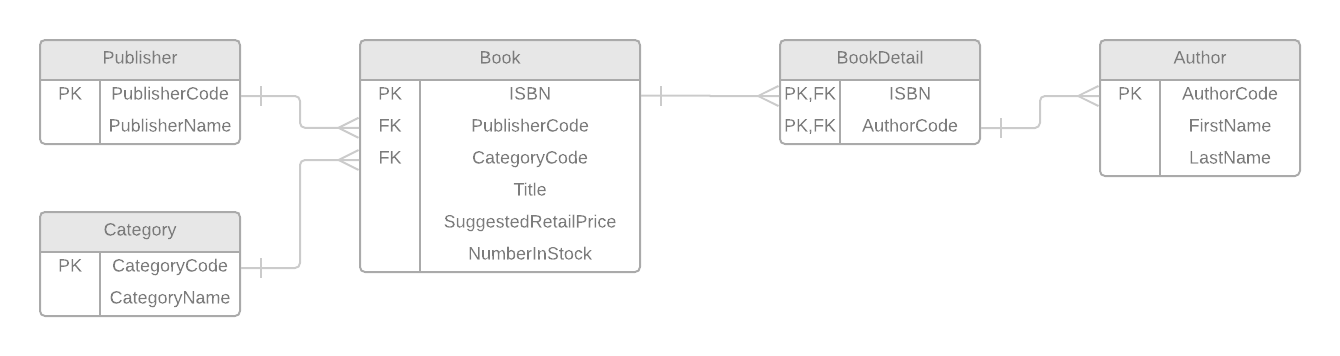 Publisher
PK PublisherCode
PublisherName
Category
PK CategoryCode
CategoryName
Book
PK ISBN
FK PublisherCode
FK CategoryCode
Title
SuggestedRetailPrice
NumberInStock
BookDetail
PK,FK ISBN
PK,FK AuthorCode
Author
PK AuthorCode
FirstName
LastName